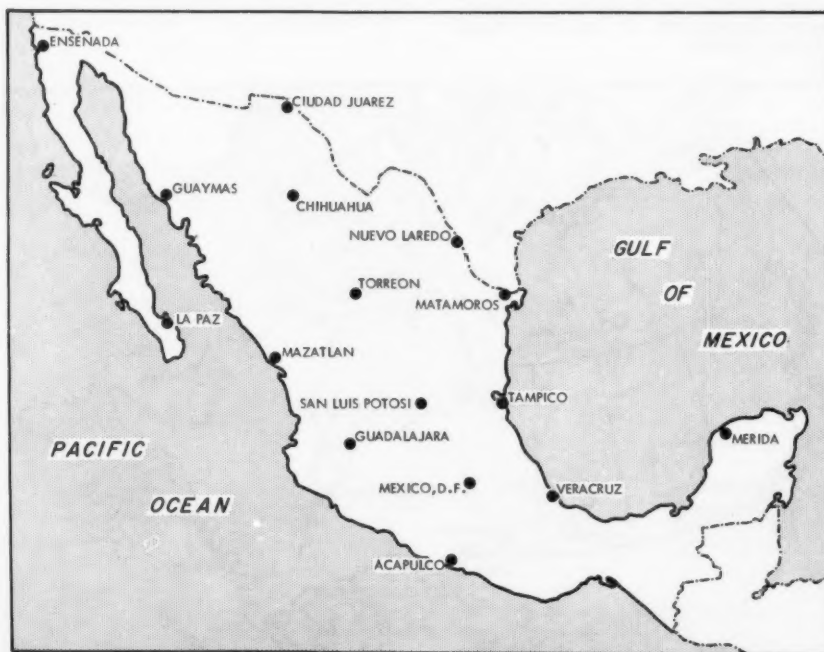 ENSENADA
CIUDAD JUAREZ
GUAYMAS
CHIHUAHUA
NUEVO LAREDO
GULF
OF
MEXICO
TORREON
MATAMOROS
LA PAZ
MAZATLAN
SAN LUIS POTOSI
TAMPICO
PACIFIC
OCEAN
GUADALAJARA
MERIDA
MEXICO, D.F.
VERACRUZ
ACAPULCO